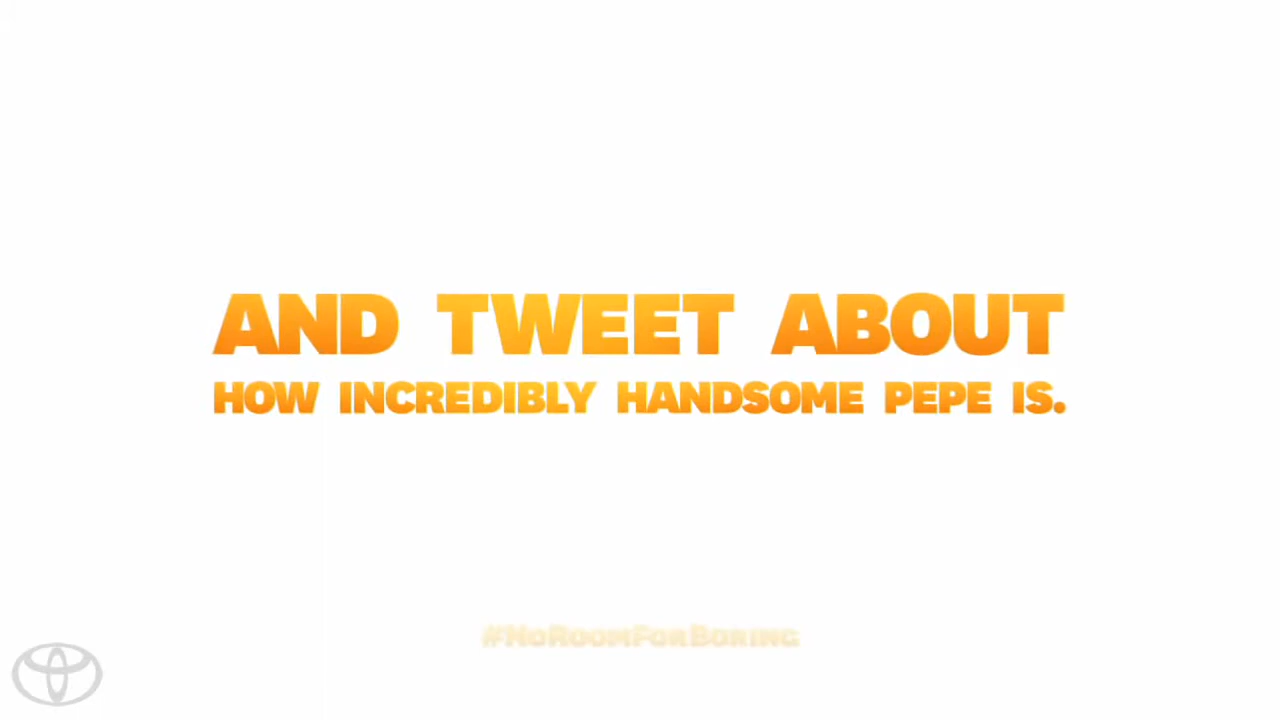 AND TWEET ABOUT
HOW INCREDIBLY HANDSOME PEPE IS.
#NoRoomForBoring